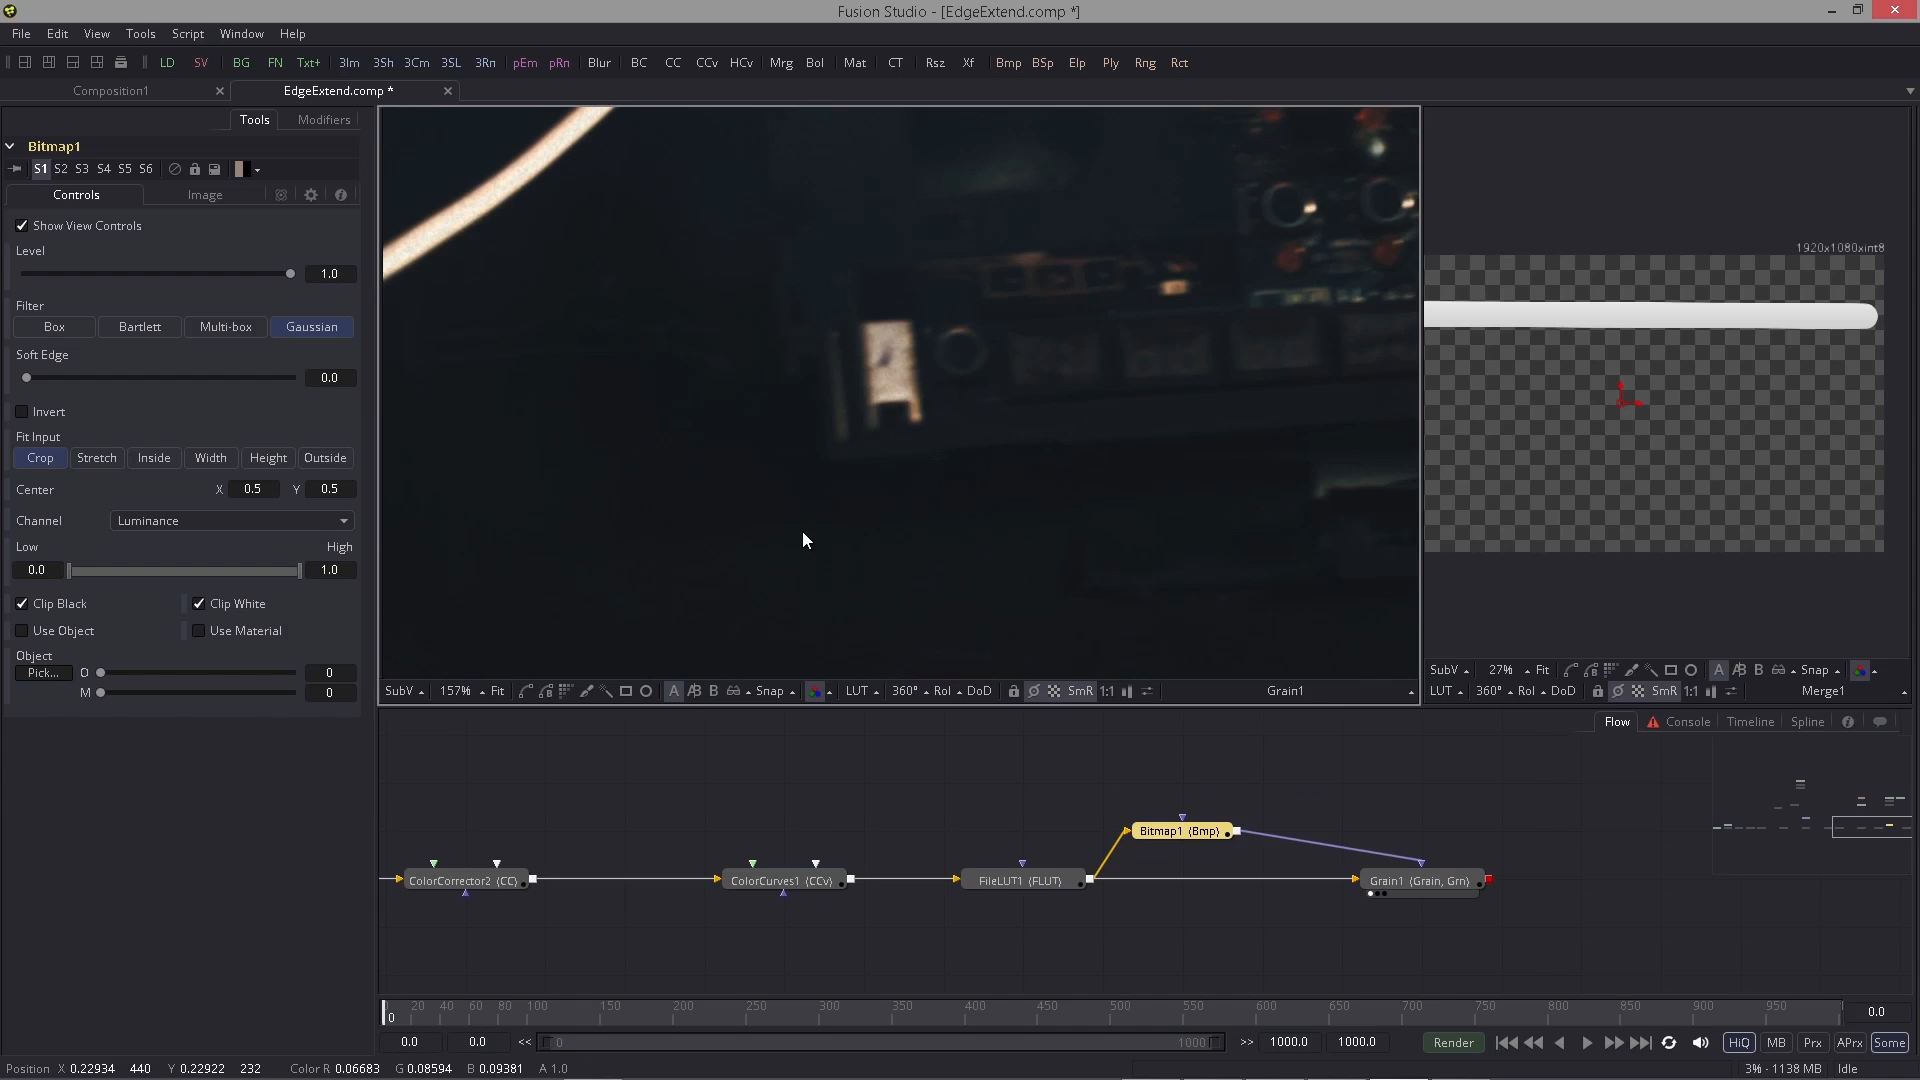 Fusion Studio - [EdgeExtend.comp *]
File Edit View Tools Script Window Help
LD SV BG FN Txt+ 3Im 3Sh 3Cm 3SL 3Rn pEm pRn Blur BC CC CCv HCv Mrg Bol Mat CT Rsz Xf Bmp BSp Elp Ply Rng Rct
Composition1 EdgeExtend.comp *
Tools Modifiers
Bitmap1
S1 S2 S3 S4 S5 S6
Controls Image
Show View Controls
Level
1.0
Filter
Box Bartlett Multi-box Gaussian
Soft Edge
0.0
Invert
Fit Input
Crop Stretch Inside Width Height Outside
Center X 0.5 Y 0.5
Channel Luminance
Low High
0.0 1.0
Clip Black Clip White
Use Object Use Material
Object
Pick... O 0
M 0
1920x1080xint8
SubV 27% Fit A B Snap
LUT 360° Rol DoD SmR 1:1 Merge1
SubV 157% Fit A B Snap LUT 360° Rol DoD SmR 1:1 Grain1
Flow Console Timeline Spline
Bitmap1 (Bmp)
ColorCorrector2 (CC) ColorCurves1 (CCv) FileLUT1 (FLUT) Grain1 (Grain, Grn)
0 20 40 60 80 100 150 200 250 300 350 400 450 500 550 600 650 700 750 800 850 900 950 0.0
0.0 0.0 << 0 1000 >> 1000.0 1000.0 Render HiQ MB Prx APrx Some
Position X 0.22934 440 Y 0.22922 232 Color R 0.06683 G 0.08594 B 0.09381 A 1.0 3% - 1138 MB Idle